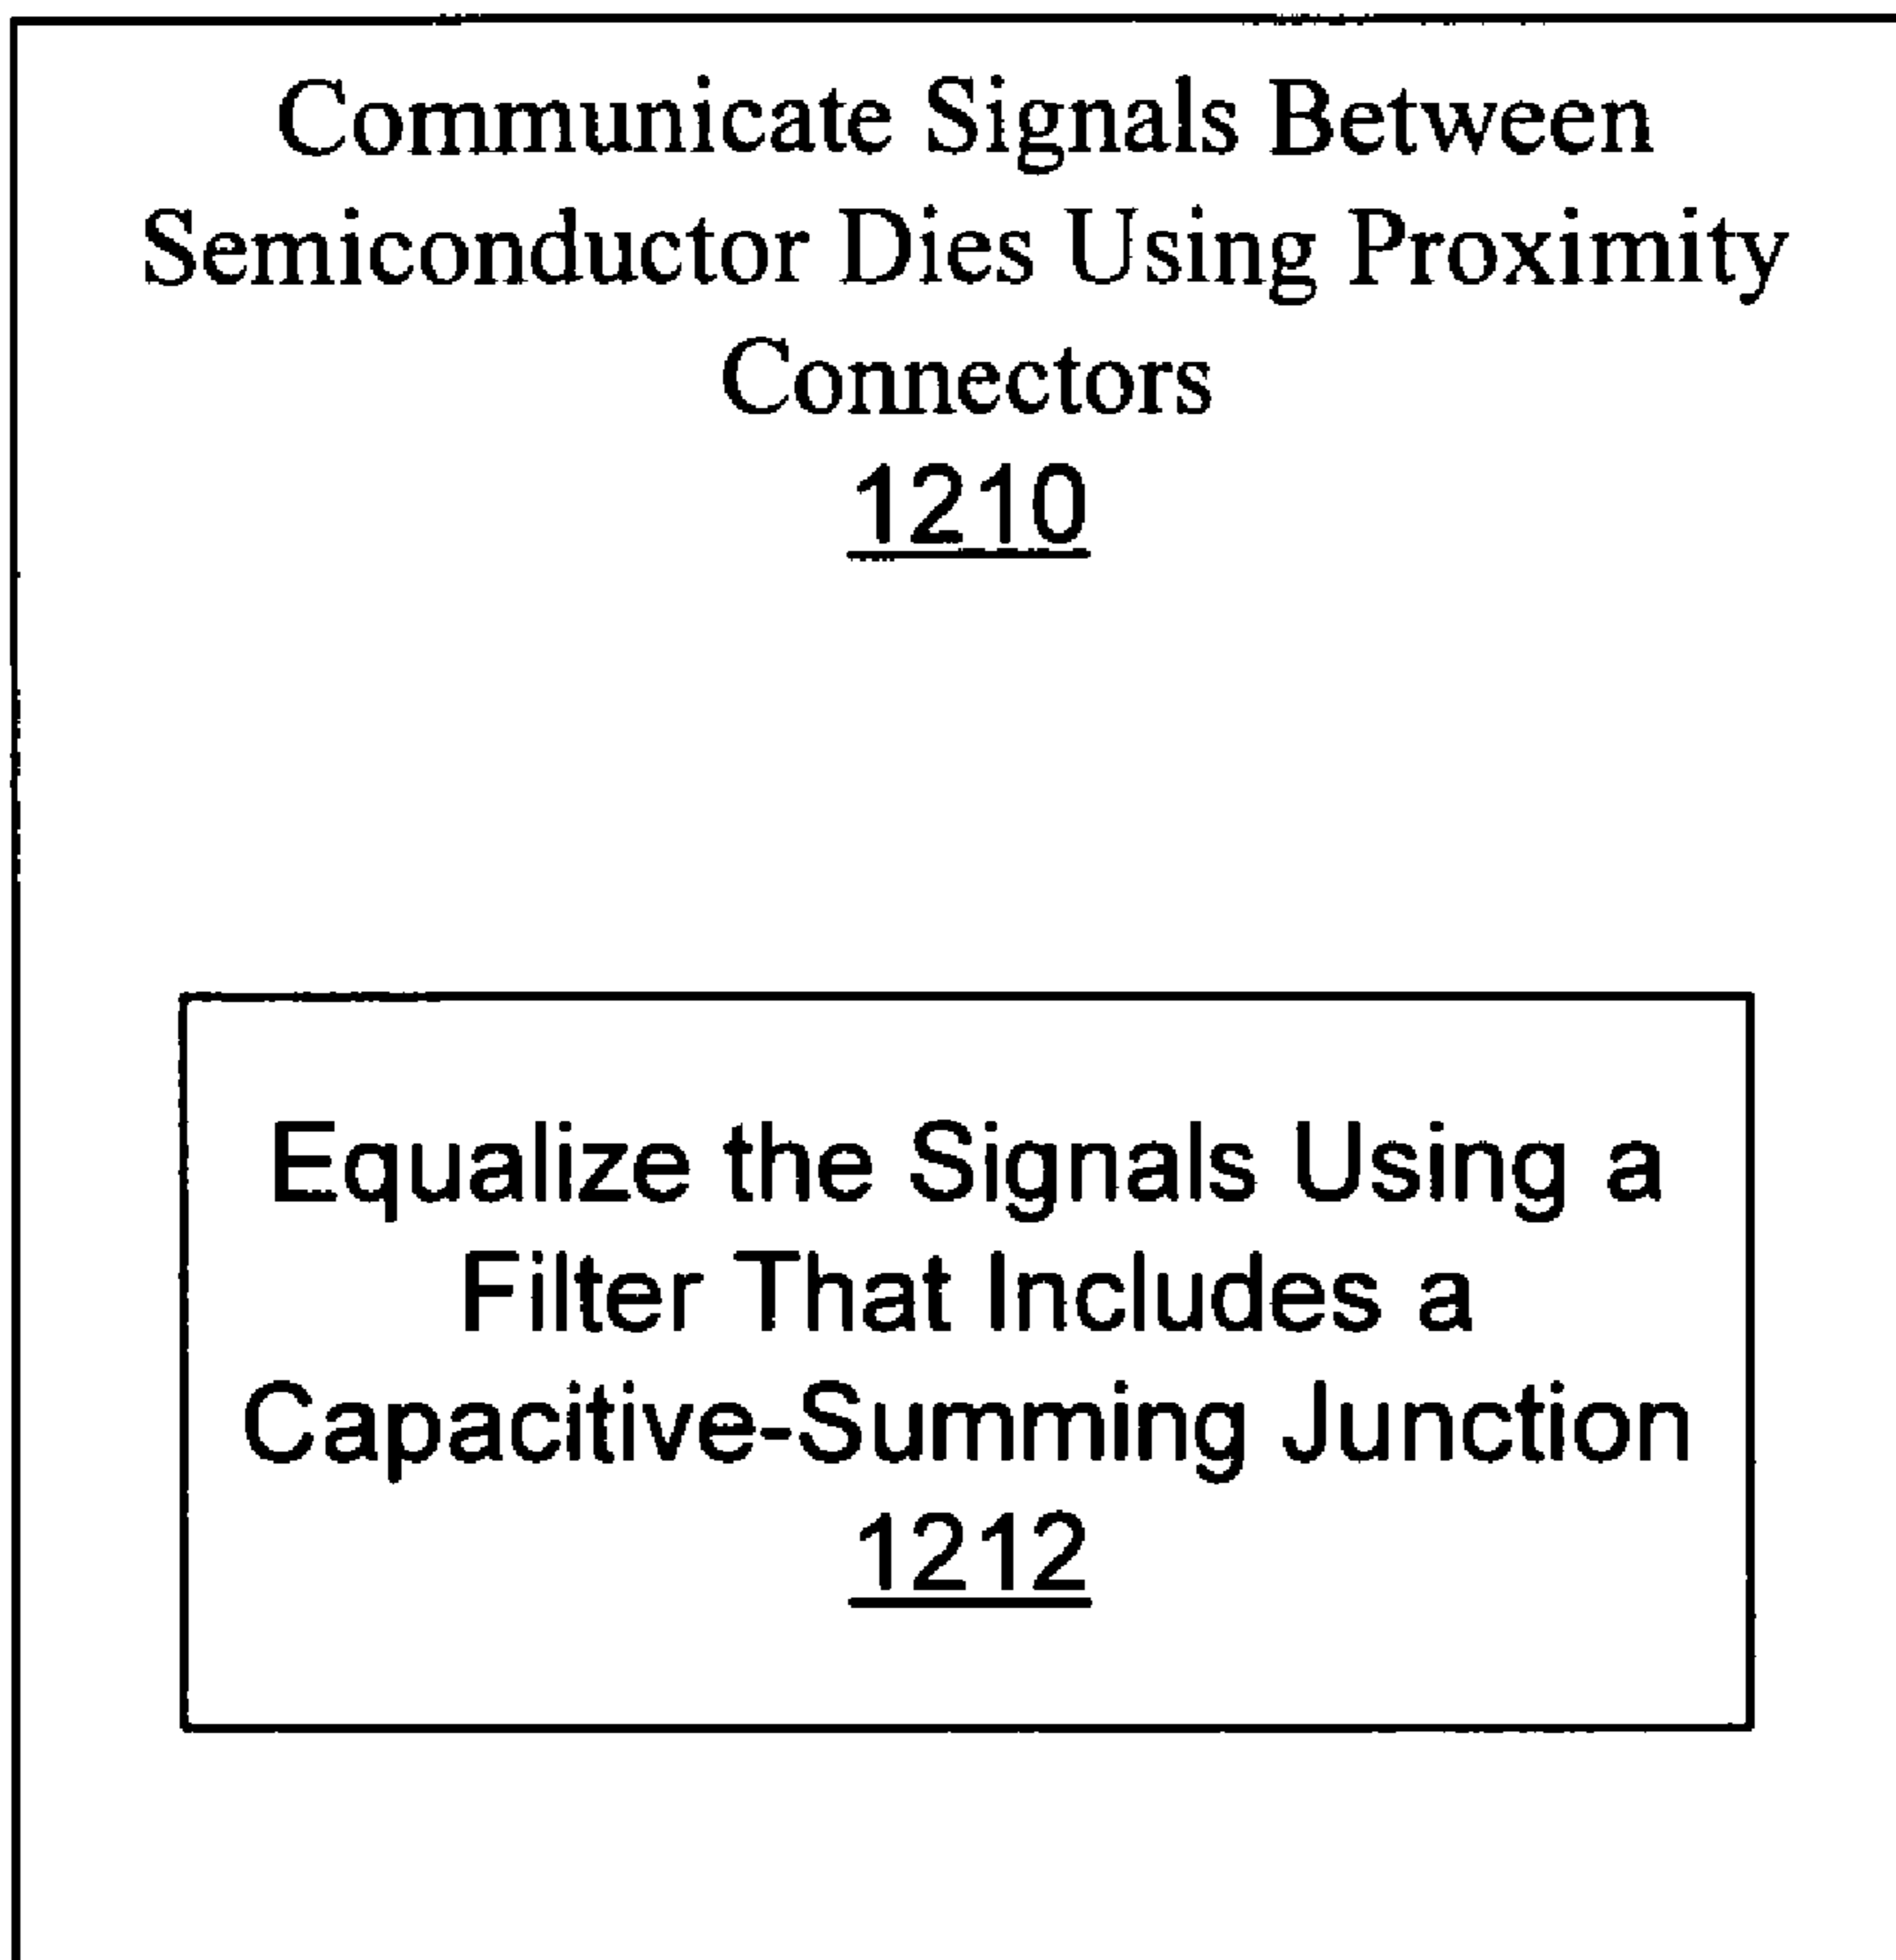 Communicate Signals Between
Semiconductor Dies Using Proximity
Connectors
1210
Equalize the Signals Using a
Filter That Includes a
Capacitive-Summing Junction
1212